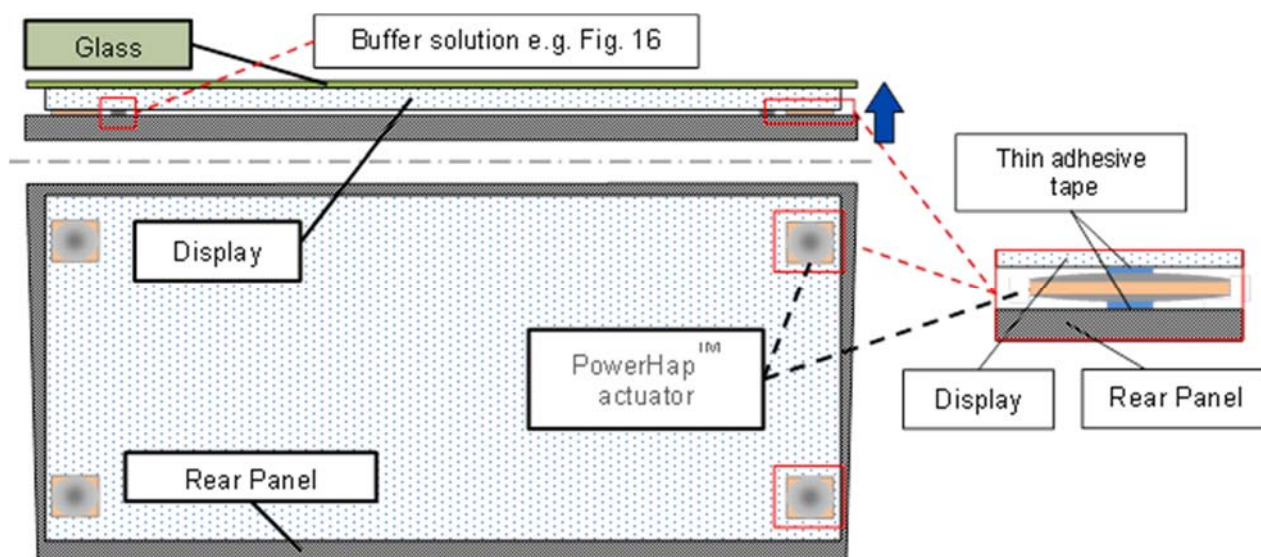 Glass
Buffer solution e.g. Fig. 16
Thin adhesive
tape
Display
PowerHap™
actuator
Display
Rear Panel
Rear Panel